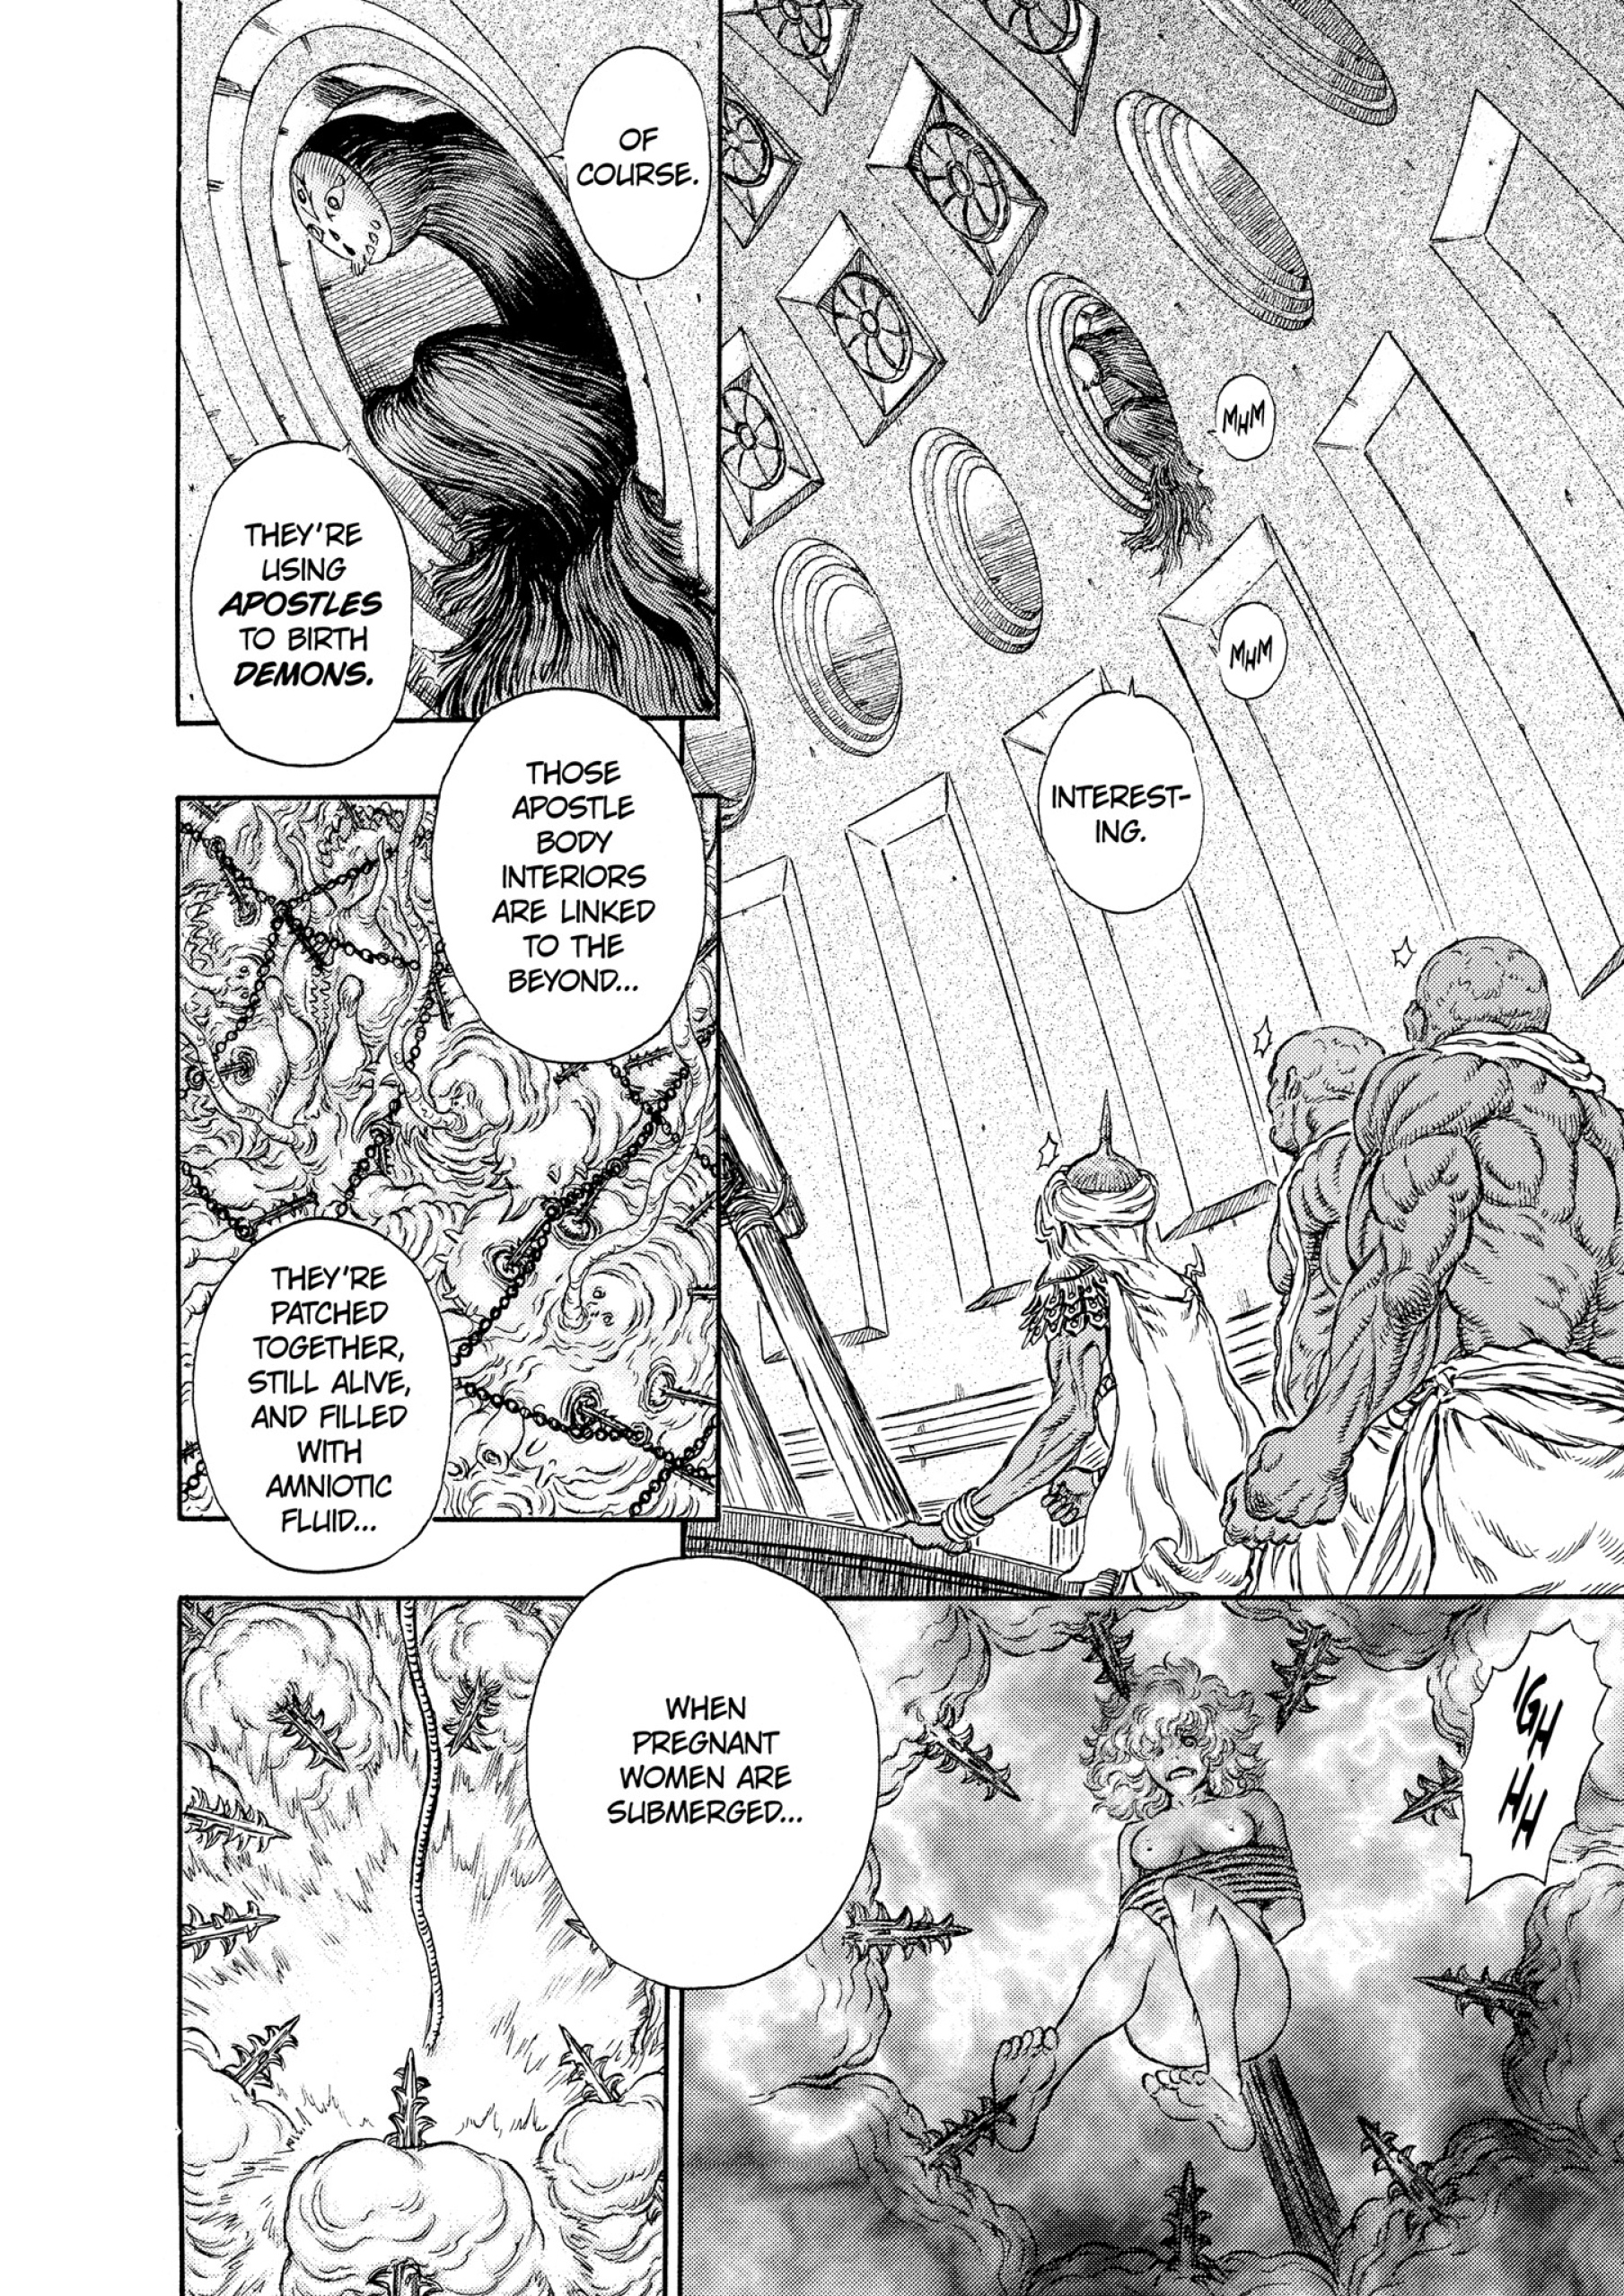 MHM
MHM
INTEREST-
ING.
OF
COURSE.
THEY'RE
USING
APOSTLES
TO BIRTH
DEMONS.
THOSE
APOSTLE
BODY
INTERIORS
ARE LINKED
TO THE
BEYOND...
THEY'RE
PATCHED
TOGETHER,
STILL ALIVE,
AND FILLED
WITH
AMNIOTIC
FLUID...
IGH
HH
WHEN
PREGNANT
WOMEN ARE
SUBMERGED...